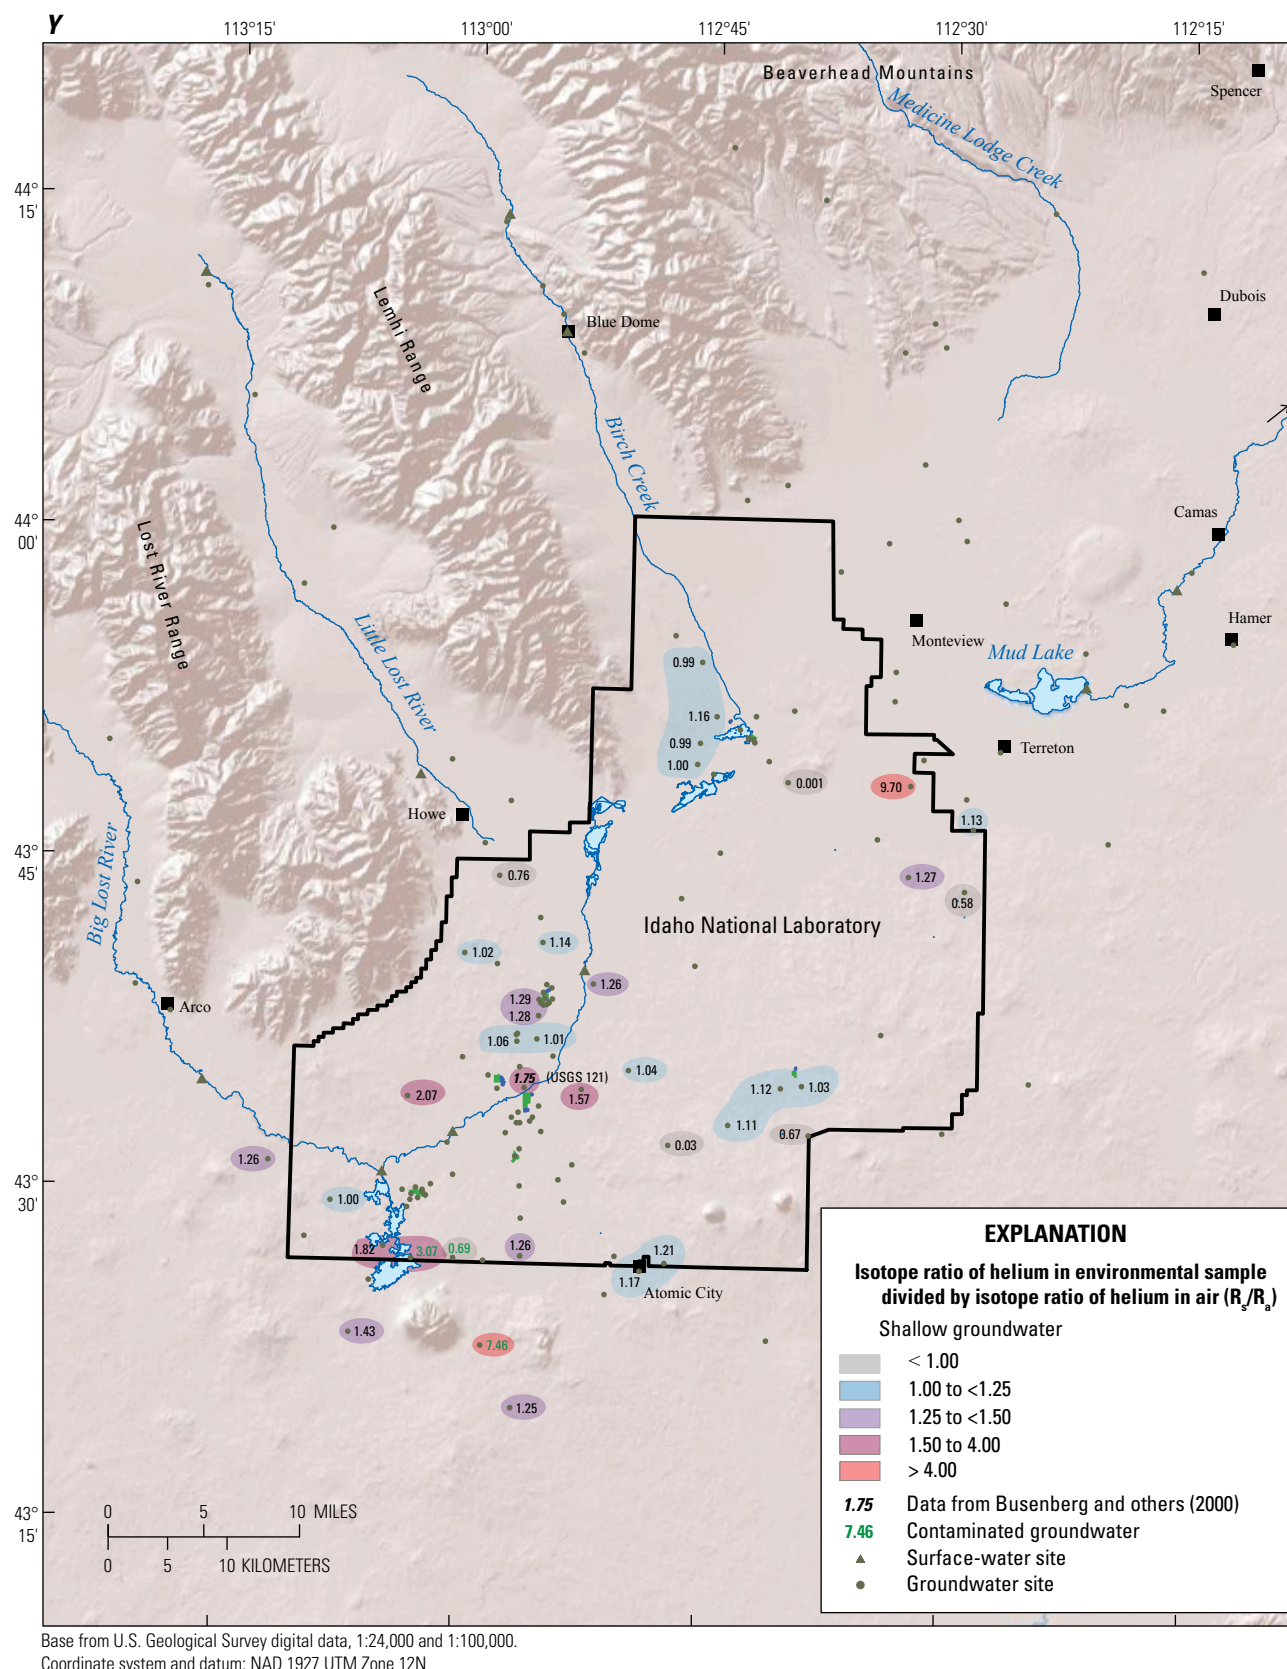 Y
113°15'
113°00'
112°45'
112°30'
112°15'
Beaverhead Mountains
Spencer
Medicine Lodge Creek
44°
15'
Dubois
Lemhi Range
Blue Dome
Birch Creek
Camas
44°
00'
Lost River Range
Little Lost River
Monteview
Hamer
Mud Lake
0.99
1.16
0.99
1.00
Terreton
0.001
9.70
Howe
1.13
43°
45'
Big Lost River
0.76
1.27
0.58
Idaho National Laboratory
1.14
1.02
1.26
Arco
1.29
1.28
1.06
1.01
1.04
1.75
(USGS 121)
2.07
1.57
1.12
1.03
1.11
0.67
0.03
1.26
43°
30'
1.00
1.82
3.07
0.69
1.26
1.21
1.17
Atomic City
1.43
7.46
1.25
EXPLANATION
Isotope ratio of helium in environmental sample
divided by isotope ratio of helium in air (Rs/Ra)
Shallow groundwater
< 1.00
1.00 to <1.25
1.25 to <1.50
1.50 to 4.00
> 4.00
1.75 Data from Busenberg and others (2000)
7.46 Contaminated groundwater
Surface-water site
Groundwater site
43°
15'
0 5 10 MILES
0 5 10 KILOMETERS
Base from U.S. Geological Survey digital data, 1:24,000 and 1:100,000.
Coordinate system and datum: NAD 1927 UTM Zone 12N